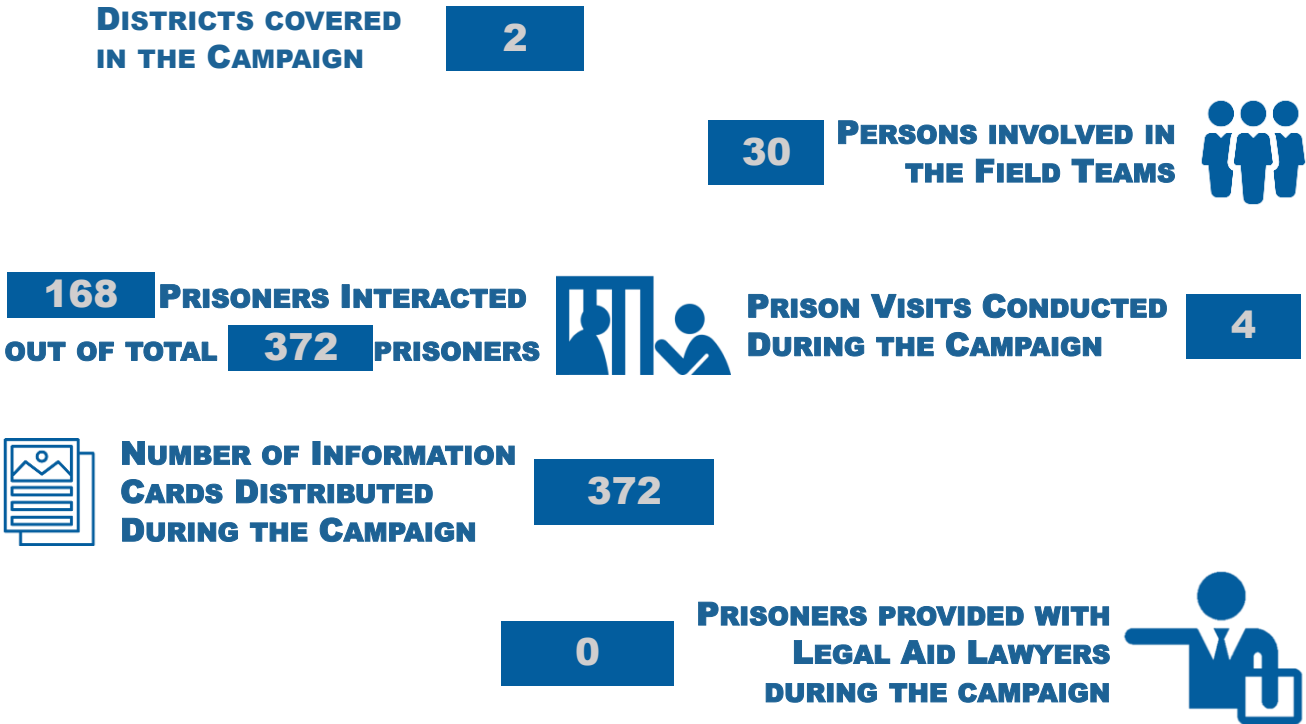 DISTRICTS COVERED
IN THE CAMPAIGN
2
30
PERSONS INVOLVED IN
THE FIELD TEAMS
168 PRISONERS INTERACTED
OUT OF TOTAL 372 PRISONERS
PRISON VISITS CONDUCTED
DURING THE CAMPAIGN
4
NUMBER OF INFORMATION
CARDS DISTRIBUTED
DURING THE CAMPAIGN
372
0
PRISONERS PROVIDED WITH
LEGAL AID LAWYERS
DURING THE CAMPAIGN